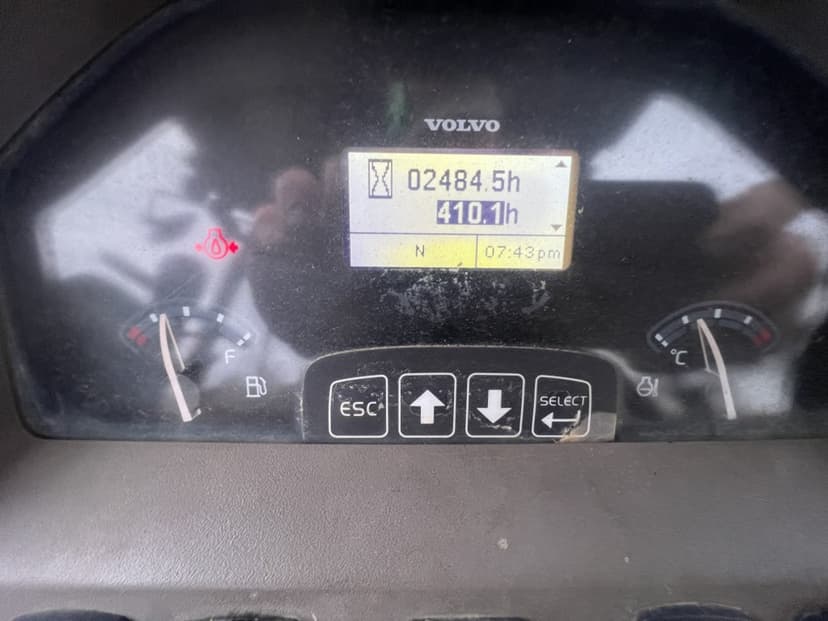 VOLVO
02484.5h
410.1h
N 07:43pm
F
°C
ESC
SELECT